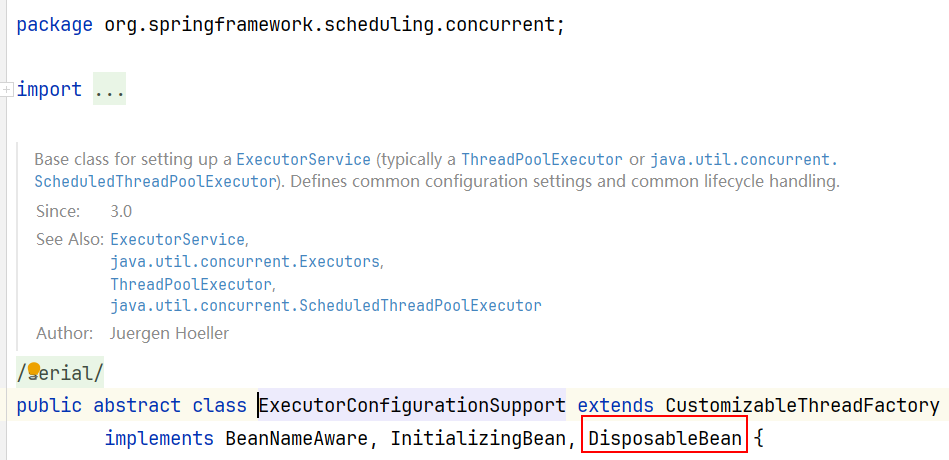 package org.springframework.scheduling.concurrent;
import ...
Base class for setting up a ExecutorService (typically a ThreadPoolExecutor or java.util.concurrent.
ScheduledThreadPoolExecutor). Defines common configuration settings and common lifecycle handling.
Since: 3.0
See Also: ExecutorService,
java.util.concurrent.Executors,
ThreadPoolExecutor,
java.util.concurrent.ScheduledThreadPoolExecutor
Author: Juergen Hoeller
/serial/
public abstract class ExecutorConfigurationSupport extends CustomizableThreadFactory
implements BeanNameAware, InitializingBean, DisposableBean {